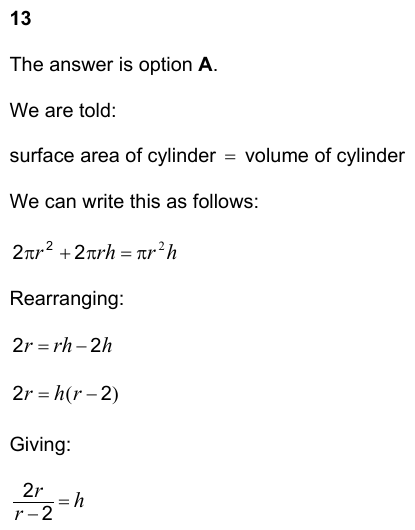 13
The answer is option A.
We are told:
surface area of cylinder = volume of cylinder
We can write this as follows:
2πr² + 2πrh = πr²h
Rearranging:
2r = rh – 2h
2r = h(r – 2)
Giving:
2r
r – 2 = h